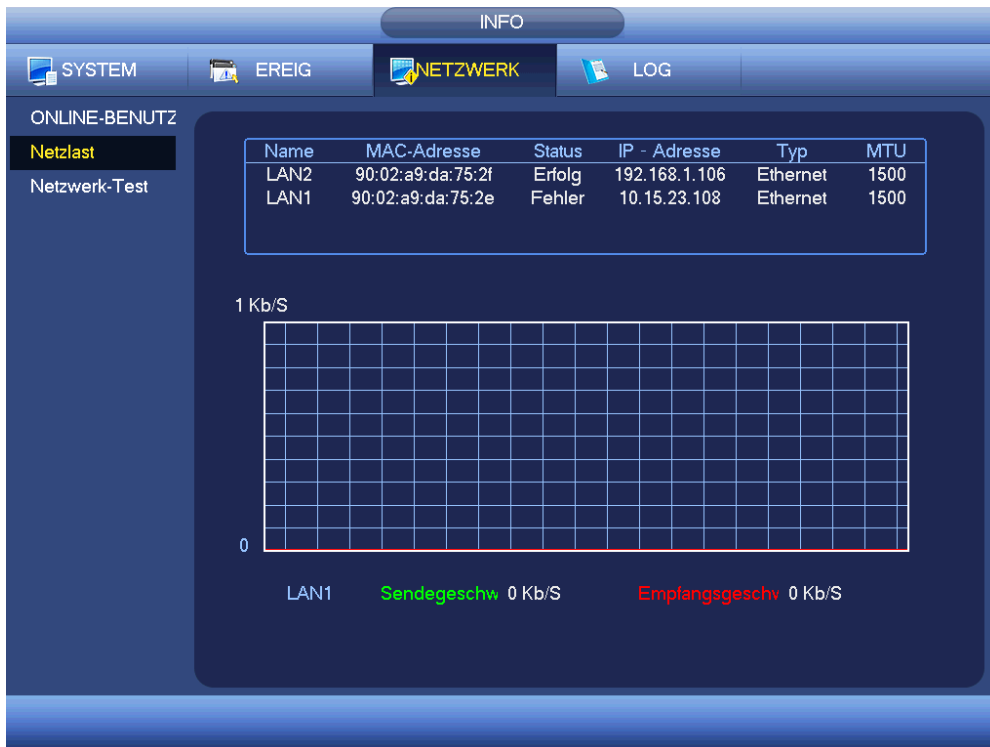 INFO
SYSTEM EREIG NETZWERK LOG
ONLINE-BENUTZ
Netzlast
Netzwerk-Test
Name MAC-Adresse Status IP - Adresse Typ MTU
LAN2 90:02:a9:da:75:2f Erfolg 192.168.1.106 Ethernet 1500
LAN1 90:02:a9:da:75:2e Fehler 10.15.23.108 Ethernet 1500
1 Kb/S
0
LAN1 Sendegeschw 0 Kb/S Empfangsgeschv 0 Kb/S